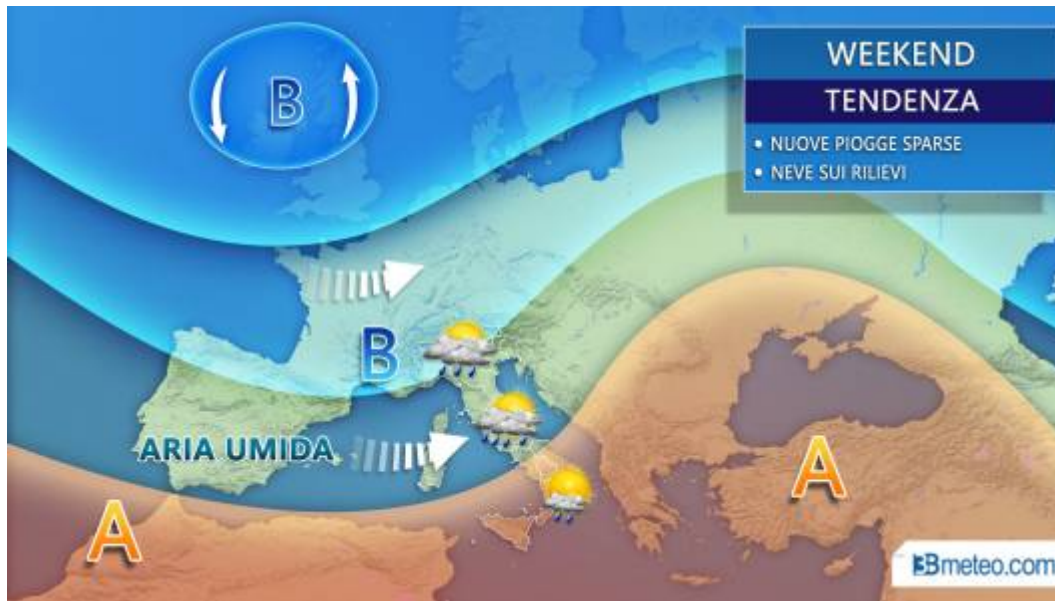 WEEKEND
TENDENZA
• NUOVE PIOGGE SPARSE
• NEVE SUI RILIEVI
B
B
ARIA UMIDA
A
A
3Bmeteo.com